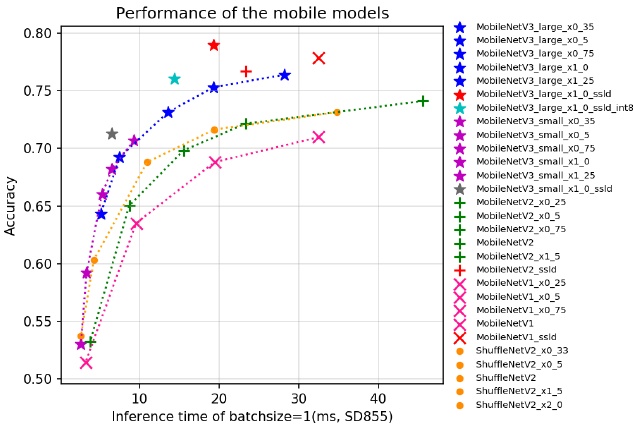 Performance of the mobile models
0.80
0.75
0.70
0.65
0.60
0.55
0.50
Accuracy
10
20
30
40
Inference time of batchsize=1(ms, SD855)
MobileNetV3_large_x0_35
MobileNetV3_large_x0_5
MobileNetV3_large_x0_75
MobileNetV3_large_x1_0
MobileNetV3_large_x1_25
MobileNetV3_large_x1_0_ssld
MobileNetV3_large_x1_0_ssld_int8
MobileNetV3_small_x0_35
MobileNetV3_small_x0_5
MobileNetV3_small_x0_75
MobileNetV3_small_x1_0
MobileNetV3_small_x1_25
MobileNetV3_small_x1_0_ssld
MobileNetV2_x0_25
MobileNetV2_x0_5
MobileNetV2_x0_75
MobileNetV2
MobileNetV2_x1_5
MobileNetV2_ssld
MobileNetV1_x0_25
MobileNetV1_x0_5
MobileNetV1_x0_75
MobileNetV1
MobileNetV1_ssld
ShuffleNetV2_x0_33
ShuffleNetV2_x0_5
ShuffleNetV2
ShuffleNetV2_x1_5
ShuffleNetV2_x2_0